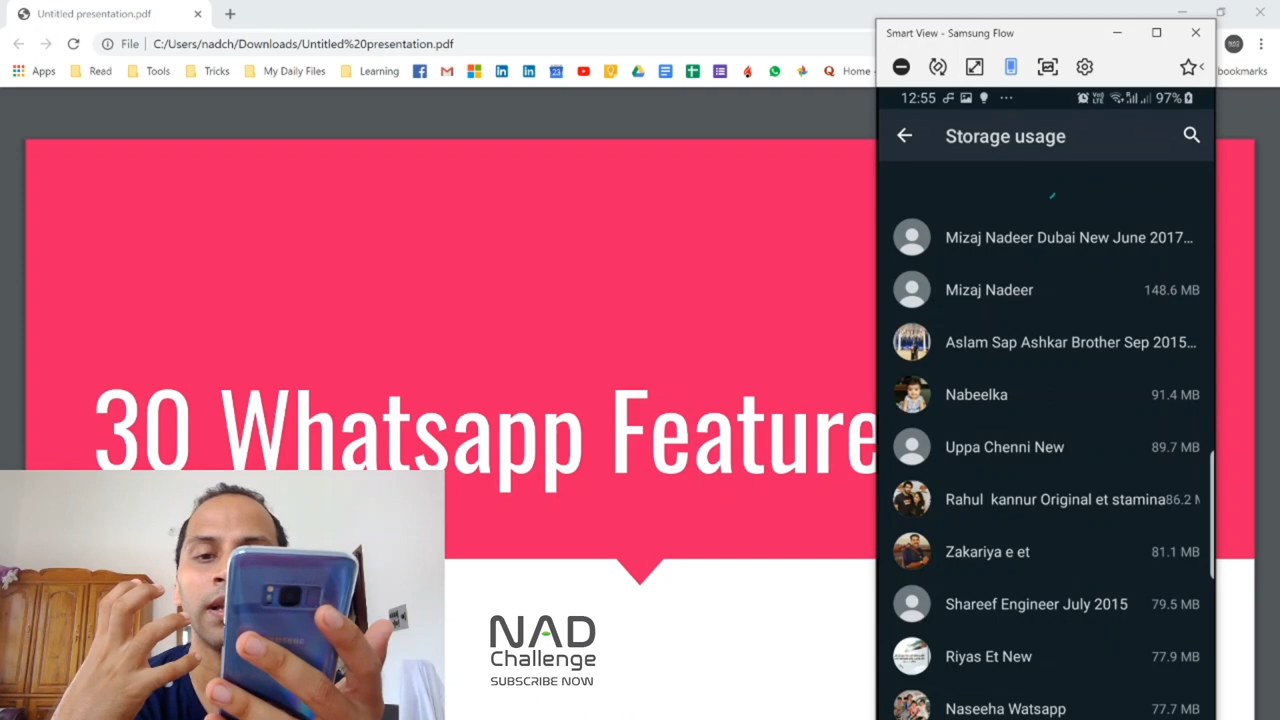 Untitled presentation.pdf
File
C:/Users/nadch/Downloads/Untitled%20presentation.pdf
Apps
Read
Tools
Tricks
My Daily Files
Learning
23
Home
bookmarks
30 Whatsapp Feature
NAD
Challenge
SUBSCRIBE NOW
SAMSUNG
Smart View - Samsung Flow
12:55
97%
Storage usage
Mizaj Nadeer Dubai New June 2017...
Mizaj Nadeer 148.6 MB
Aslam Sap Ashkar Brother Sep 2015...
Nabeelka 91.4 MB
Uppa Chenni New 89.7 MB
Rahul kannur Original et stamina 86.2 M
Zakariya e et 81.1 MB
Shareef Engineer July 2015 79.5 MB
Riyas Et New 77.9 MB
Naseeha Watsapp 77.7 MB